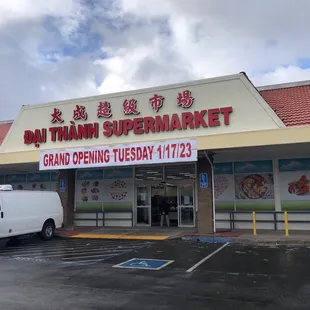 大成超級市場
ĐẠI THÀNH SUPERMARKET
GRAND OPENING TUESDAY 1/17/23